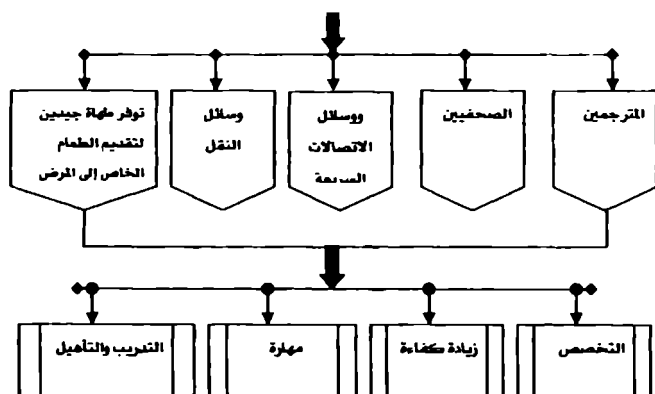 المترجمين
الصحفيين
ووسائل
الاتصالات
السريعة
وسائل
النقل
توفر طهاة جيدين
لتقديم الطعام
الخاص إلى المرض
التخصص
زيادة كفاءة
مهارة
التدريب والتأهيل